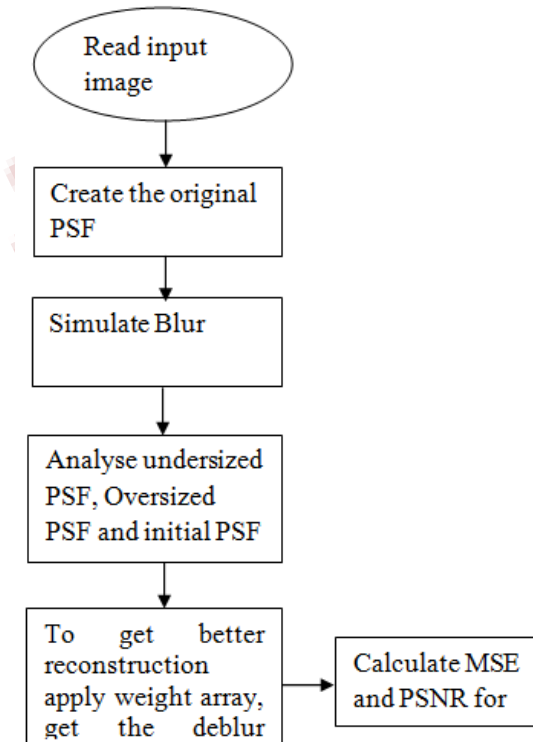 Read input
image
Create the original
PSF
Simulate Blur
Analyse undersized
PSF, Oversized
PSF and initial PSF
To get better
reconstruction
apply weight array,
get the deblur
Calculate MSE
and PSNR for